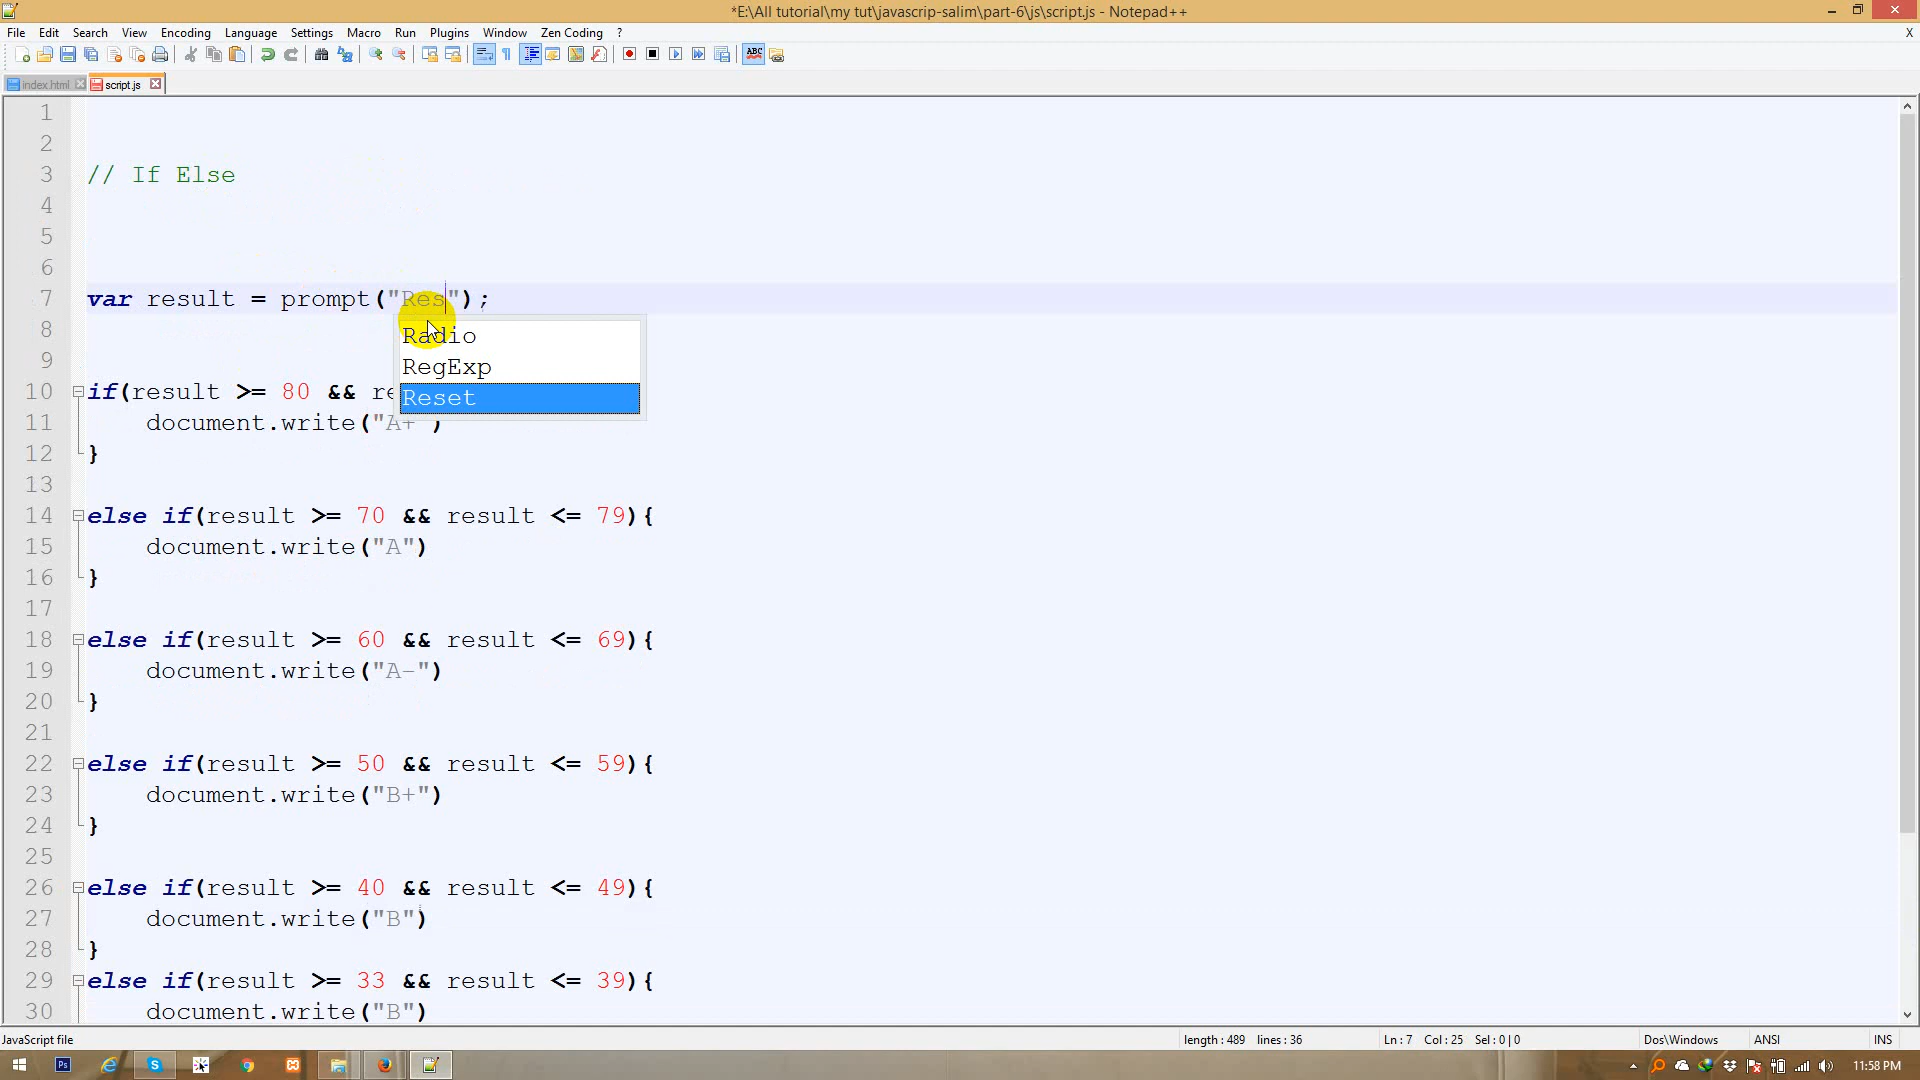 *E:\All tutorial\my tut\javascrip-salim\part-6\js\script.js - Notepad++
File Edit Search View Encoding Language Settings Macro Run Plugins Window Zen Coding ? X
index.html script.js
1
2
3 // If Else
4
5
6
7 var result = prompt("Res");
8
Radio
9
RegExp
10 if(result >= 80 && re
Reset
11 document.write("A+")
12 }
13
14 else if(result >= 70 && result <= 79){
15 document.write("A")
16 }
17
18 else if(result >= 60 && result <= 69){
19 document.write("A-")
20 }
21
22 else if(result >= 50 && result <= 59){
23 document.write("B+")
24 }
25
26 else if(result >= 40 && result <= 49){
27 document.write("B")
28 }
29 else if(result >= 33 && result <= 39){
30 document.write("B")
JavaScript file length : 489 lines : 36 Ln : 7 Col : 25 Sel : 0 | 0 Dos\Windows ANSI INS
11:58 PM